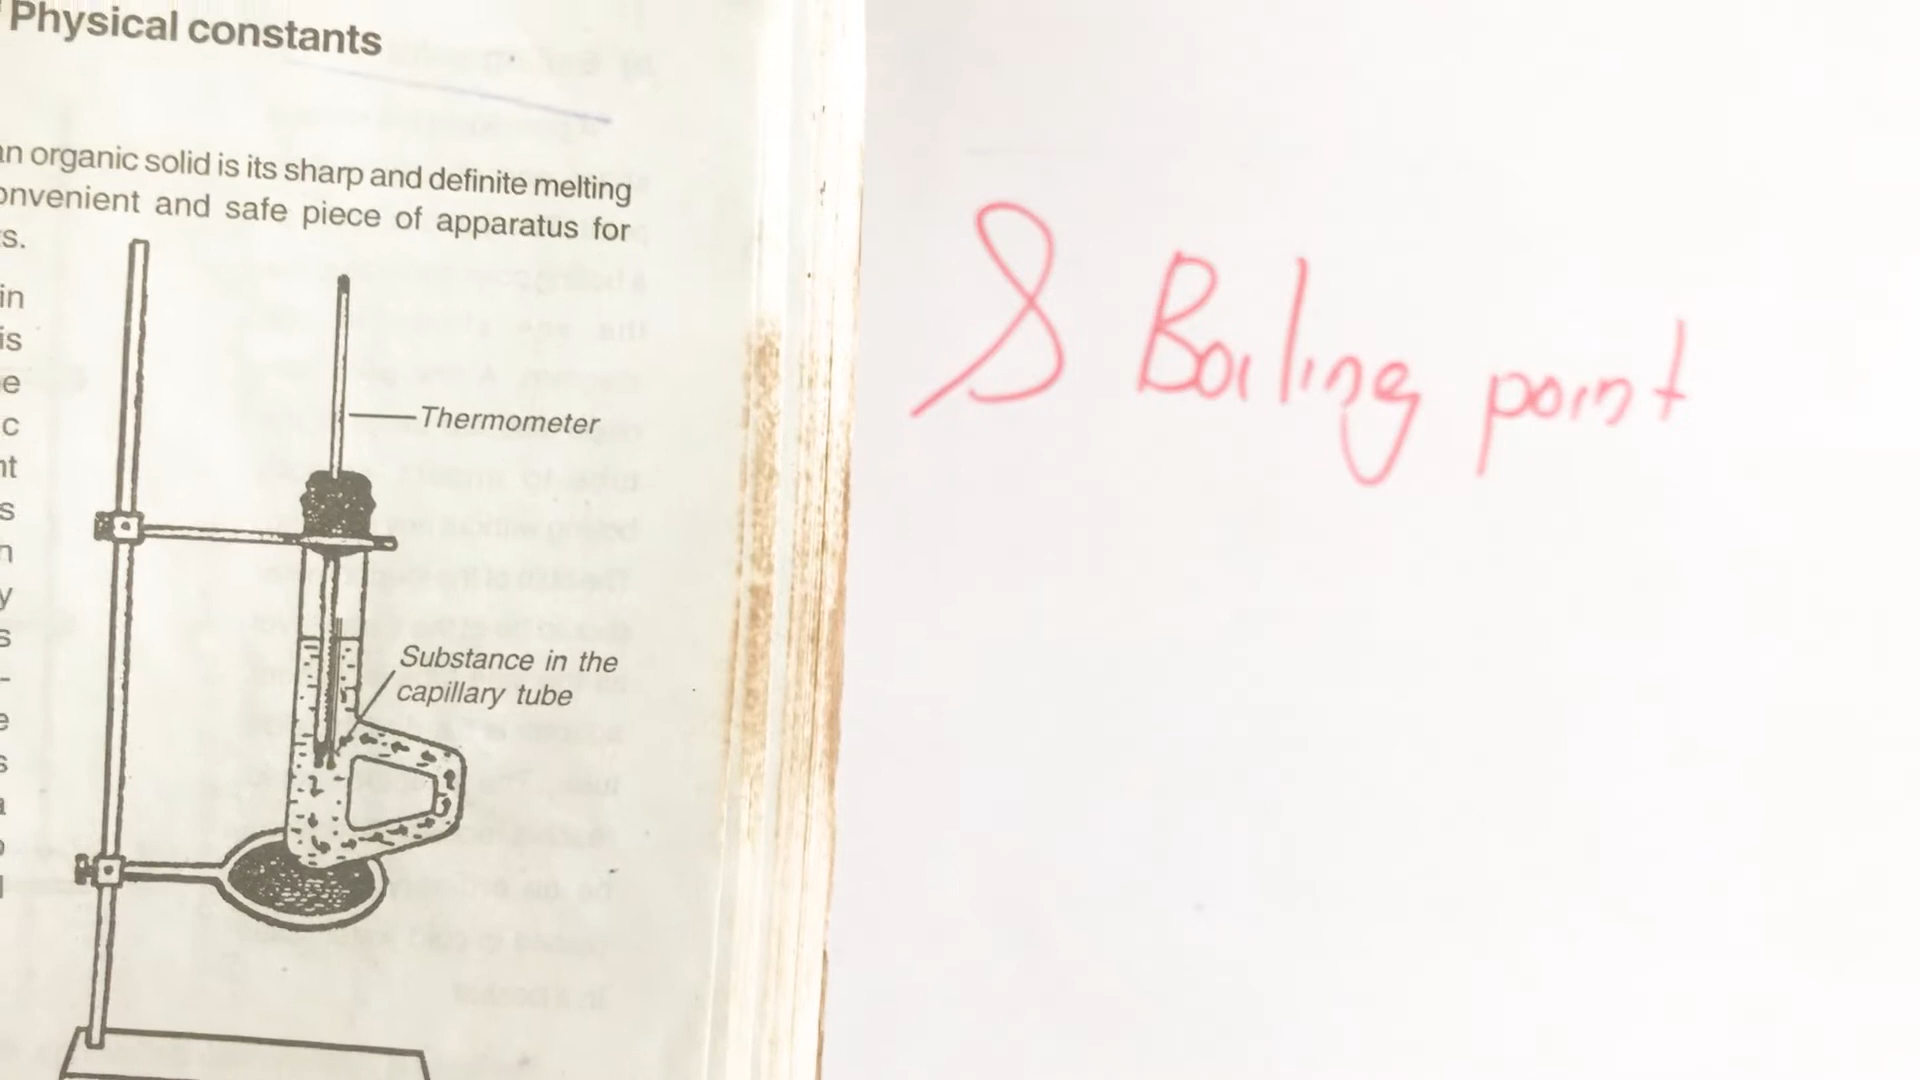 Physical constants
an organic solid is its sharp and definite melting
onvenient and safe piece of apparatus for
s.
in
is
e
c
nt
s
n
y
s
-
e
s
a
Thermometer
Substance in the
capillary tube
& Boiling point